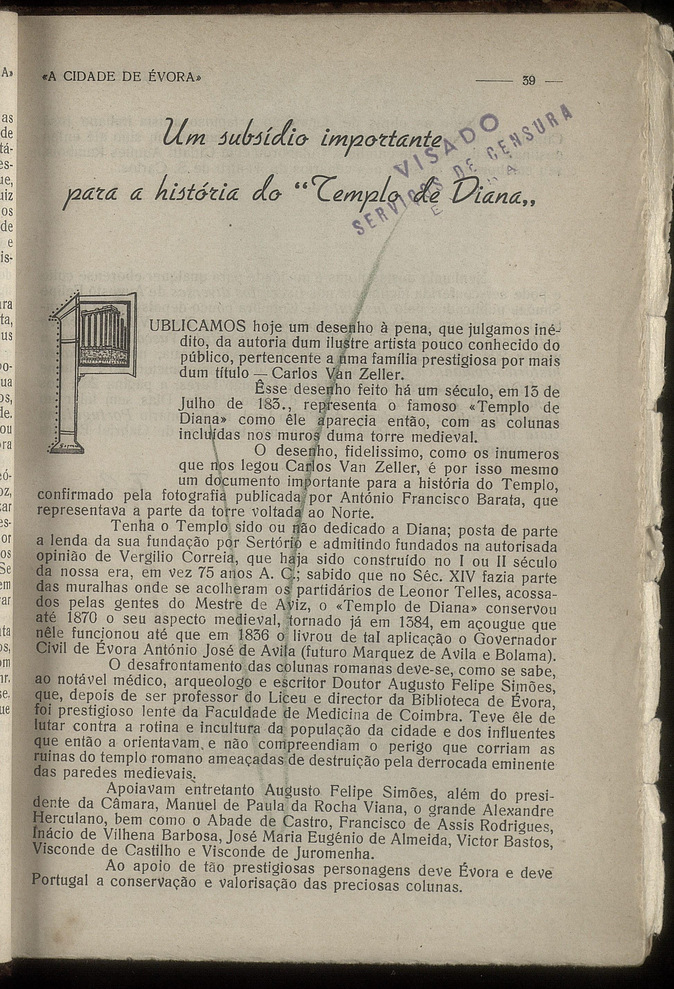 «A CIDADE DE ÉVORA»
39
Um subsídio importante
para a história do “Templo de Diana„
VISADO
SERVIÇOS DE CENSURA
PUBLICAMOS hoje um desenho à pena, que julgamos iné-
dito, da autoria dum ilustre artista pouco conhecido do
público, pertencente a uma família prestigiosa por mais
dum título — Carlos Van Zeller.
Êsse desenho feito há um século, em 13 de
Julho de 183., representa o famoso «Templo de
Diana» como êle aparecia então, com as colunas
incluídas nos muros duma torre medieval.
O desenho, fidelissimo, como os inumeros
que nos legou Carlos Van Zeller, é por isso mesmo
um documento importante para a história do Templo,
confirmado pela fotografia publicada por António Francisco Barata, que
representava a parte da torre voltada ao Norte.
Tenha o Templo sido ou não dedicado a Diana; posta de parte
a lenda da sua fundação por Sertório e admitindo fundados na autorisada
opinião de Vergilio Correia, que haja sido construído no I ou II século
da nossa era, em vez 75 anos A. C.; sabido que no Séc. XIV fazia parte
das muralhas onde se acolheram os partidários de Leonor Telles, acossa-
dos pelas gentes do Mestre de Aviz, o «Templo de Diana» conservou
até 1870 o seu aspecto medieval, tornado já em 1384, em açougue que
nêle funcionou até que em 1836 o livrou de tal aplicação o Governador
Civil de Évora António José de Avila (futuro Marquez de Avila e Bolama).
O desafrontamento das colunas romanas deve-se, como se sabe,
ao notável médico, arqueologo e escritor Doutor Augusto Felipe Simões,
que, depois de ser professor do Liceu e director da Biblioteca de Évora,
foi prestigioso lente da Faculdade de Medicina de Coimbra. Teve êle de
lutar contra a rotina e incultura da população da cidade e dos influentes
que então a orientavam, e não compreendiam o perigo que corriam as
ruinas do templo romano ameaçadas de destruição pela derrocada eminente
das paredes medievais.
Apoiavam entretanto Augusto Felipe Simões, além do presi-
dente da Câmara, Manuel de Paula da Rocha Viana, o grande Alexandre
Herculano, bem como o Abade de Castro, Francisco de Assis Rodrigues,
Inácio de Vilhena Barbosa, José Maria Eugénio de Almeida, Victor Bastos,
Visconde de Castilho e Visconde de Juromenha.
Ao apoio de tão prestigiosas personagens deve Évora e deve
Portugal a conservação e valorisação das preciosas colunas.